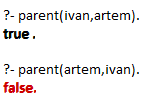 ?- parent(ivan,artem).
true .
?- parent(artem,ivan).
false.